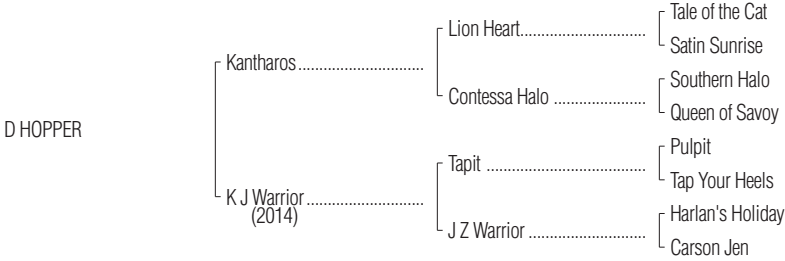 Tale of the Cat
Lion Heart..............................
Satin Sunrise
Kantharos..............................
Southern Halo
Contessa Halo ......................
Queen of Savoy
D HOPPER
Pulpit
Tapit ......................................
Tap Your Heels
K J Warrior............................
(2014)
Harlan's Holiday
J Z Warrior ............................
Carson Jen